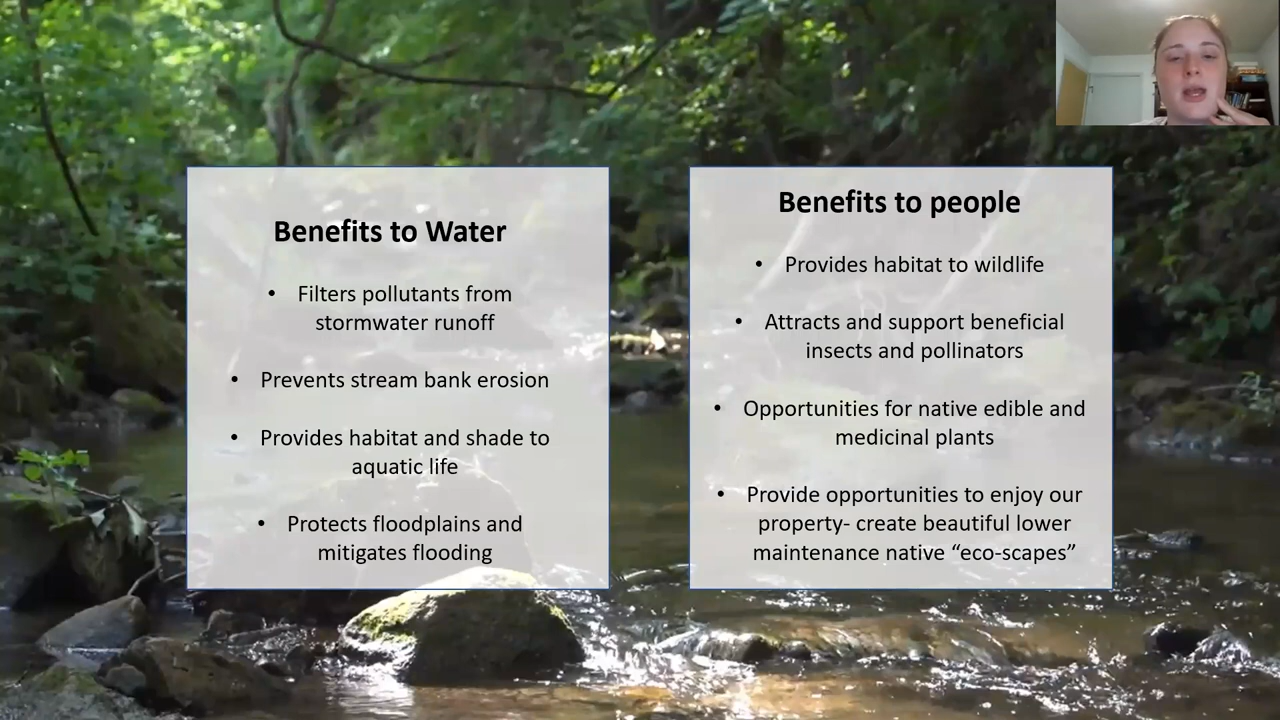 Benefits to Water
• Filters pollutants from
stormwater runoff
• Prevents stream bank erosion
• Provides habitat and shade to
aquatic life
• Protects floodplains and
mitigates flooding
Benefits to people
• Provides habitat to wildlife
• Attracts and support beneficial
insects and pollinators
• Opportunities for native edible and
medicinal plants
• Provide opportunities to enjoy our
property- create beautiful lower
maintenance native “eco-scapes”